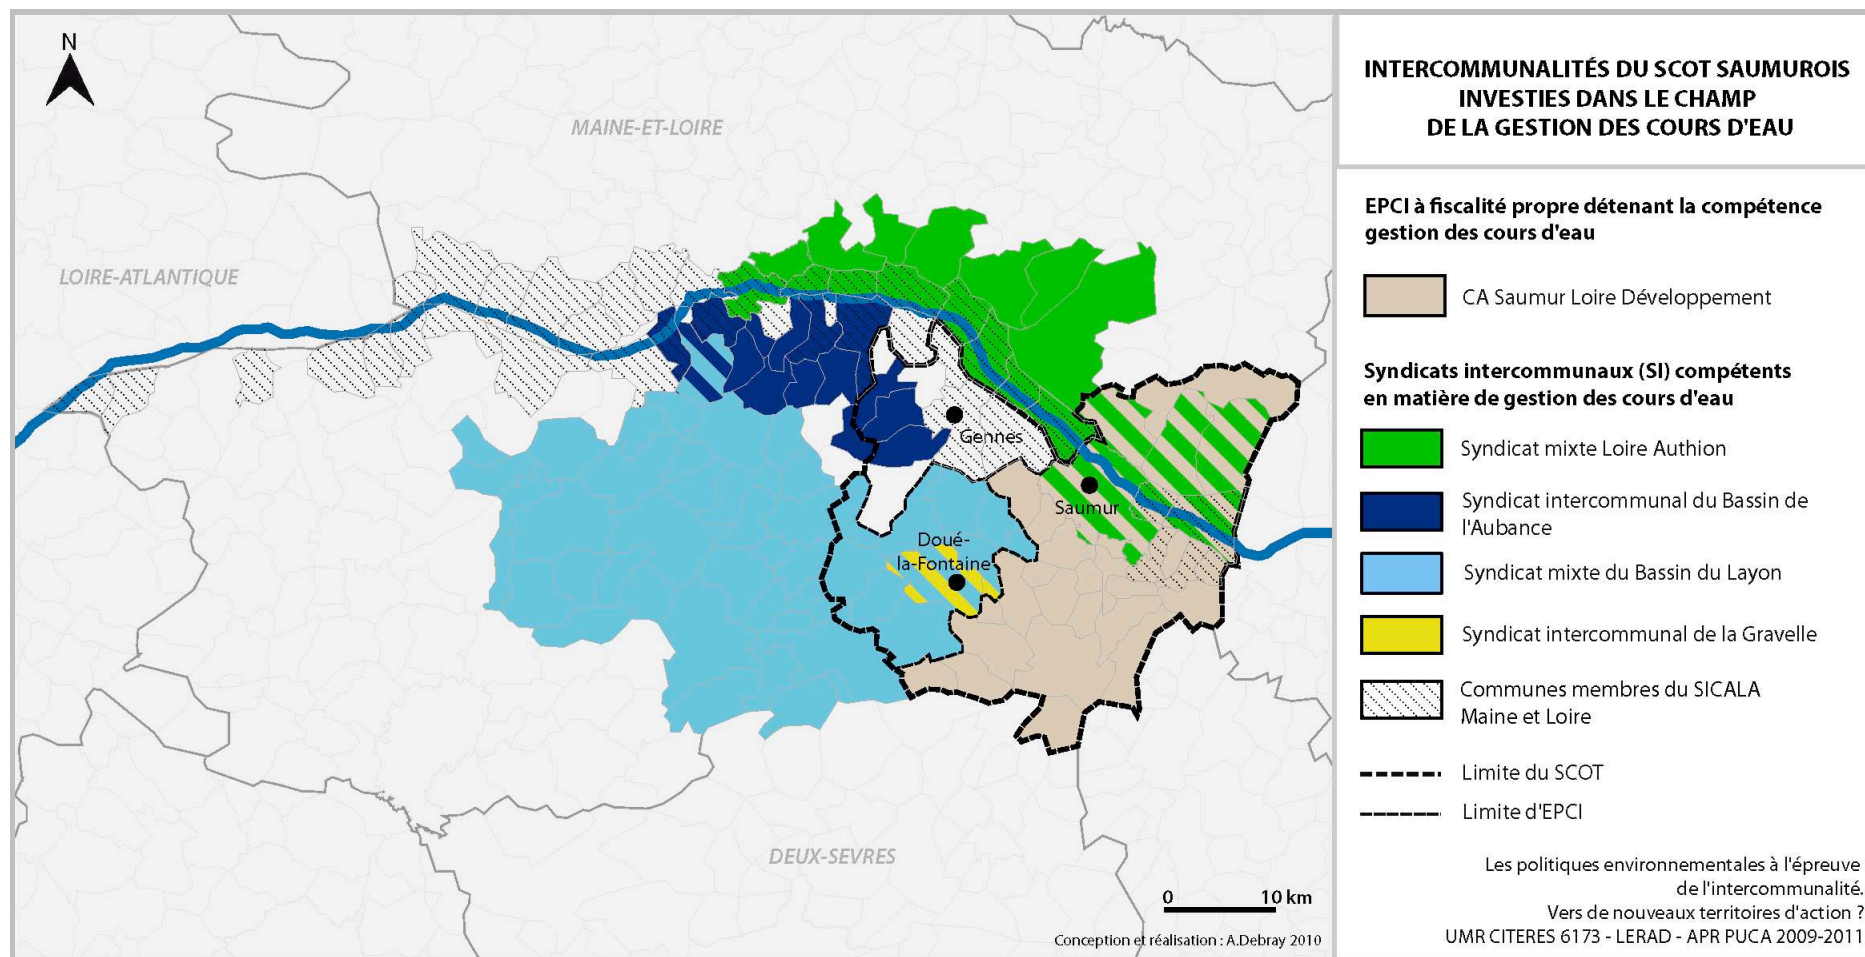 N
MAINE-ET-LOIRE
LOIRE-ATLANTIQUE
Gennes
Saumur
Doué-
la-Fontaine
DEUX-SEVRES
0 10 km
Conception et réalisation : A.Debray 2010
INTERCOMMUNALITÉS DU SCOT SAUMUROIS
INVESTIES DANS LE CHAMP
DE LA GESTION DES COURS D'EAU
EPCI à fiscalité propre détenant la compétence
gestion des cours d'eau
CA Saumur Loire Développement
Syndicats intercommunaux (SI) compétents
en matière de gestion des cours d'eau
Syndicat mixte Loire Authion
Syndicat intercommunal du Bassin de
l'Aubance
Syndicat mixte du Bassin du Layon
Syndicat intercommunal de la Gravelle
Communes membres du SICALA
Maine et Loire
Limite du SCOT
Limite d'EPCI
Les politiques environnementales à l'épreuve
de l'intercommunalité.
Vers de nouveaux territoires d'action ?
UMR CITERES 6173 - LERAD - APR PUCA 2009-2011